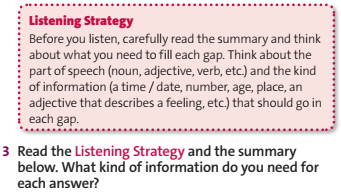 Listening Strategy
Before you listen, carefully read the summary and think
about what you need to fill each gap. Think about the
part of speech (noun, adjective, verb, etc.) and the kind
of information (a time / date, number, age, place, an
adjective that describes a feeling, etc.) that should go in
each gap.
3 Read the Listening Strategy and the summary
below. What kind of information do you need for
each answer?